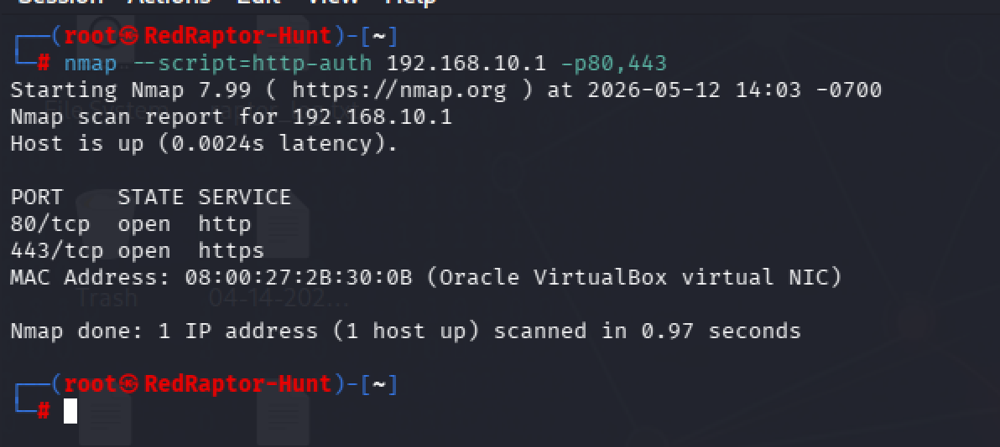 Session Actions Edit View Help
┌──(root㉿RedRaptor-Hunt)-[~]
└─# nmap --script=http-auth 192.168.10.1 -p80,443
Starting Nmap 7.99 ( https://nmap.org ) at 2026-05-12 14:03 -0700
Nmap scan report for 192.168.10.1
Host is up (0.0024s latency).
PORT    STATE SERVICE
80/tcp  open  http
443/tcp open  https
MAC Address: 08:00:27:2B:30:0B (Oracle VirtualBox virtual NIC)
Trash 04-14-202...
Nmap done: 1 IP address (1 host up) scanned in 0.97 seconds
┌──(root㉿RedRaptor-Hunt)-[~]
└─#